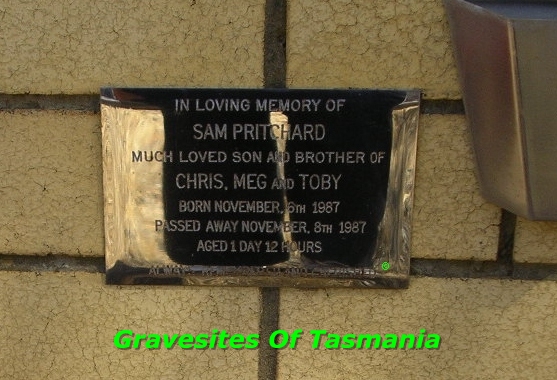 IN LOVING MEMORY OF
SAM PRITCHARD
MUCH LOVED SON AND BROTHER OF
CHRIS, MEG AND TOBY
BORN NOVEMBER, 6TH 1987
PASSED AWAY NOVEMBER, 8TH 1987
AGED 1 DAY 12 HOURS
ALWAYS
Gravesites Of Tasmania